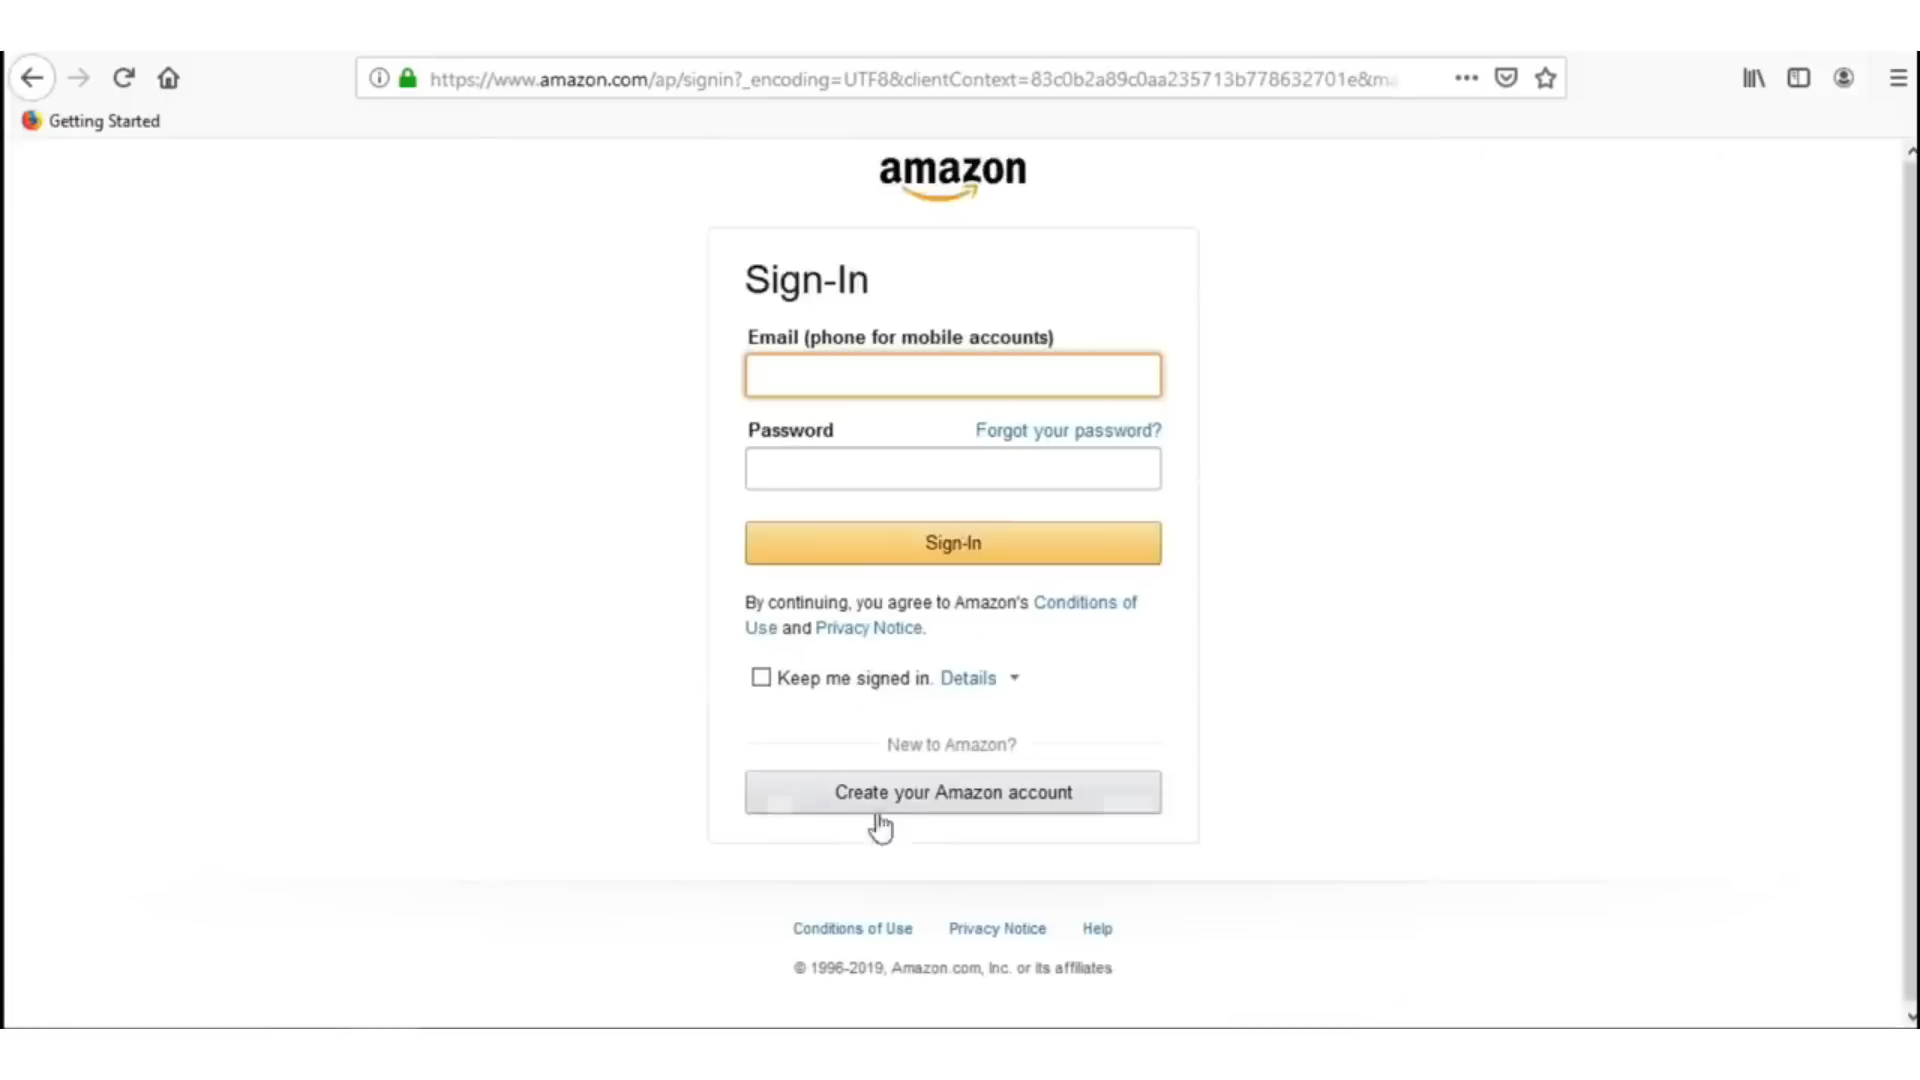 https://www.amazon.com/ap/signin?_encoding=UTF8&clientContext=83c0b2a89c0aa235713b778632701e&ma
Getting Started
amazon
Sign-In
Email (phone for mobile accounts)
Password Forgot your password?
Sign-In
By continuing, you agree to Amazon's Conditions of
Use and Privacy Notice.
Keep me signed in. Details
New to Amazon?
Create your Amazon account
Conditions of Use Privacy Notice Help
© 1996-2019, Amazon.com, Inc. or its affiliates